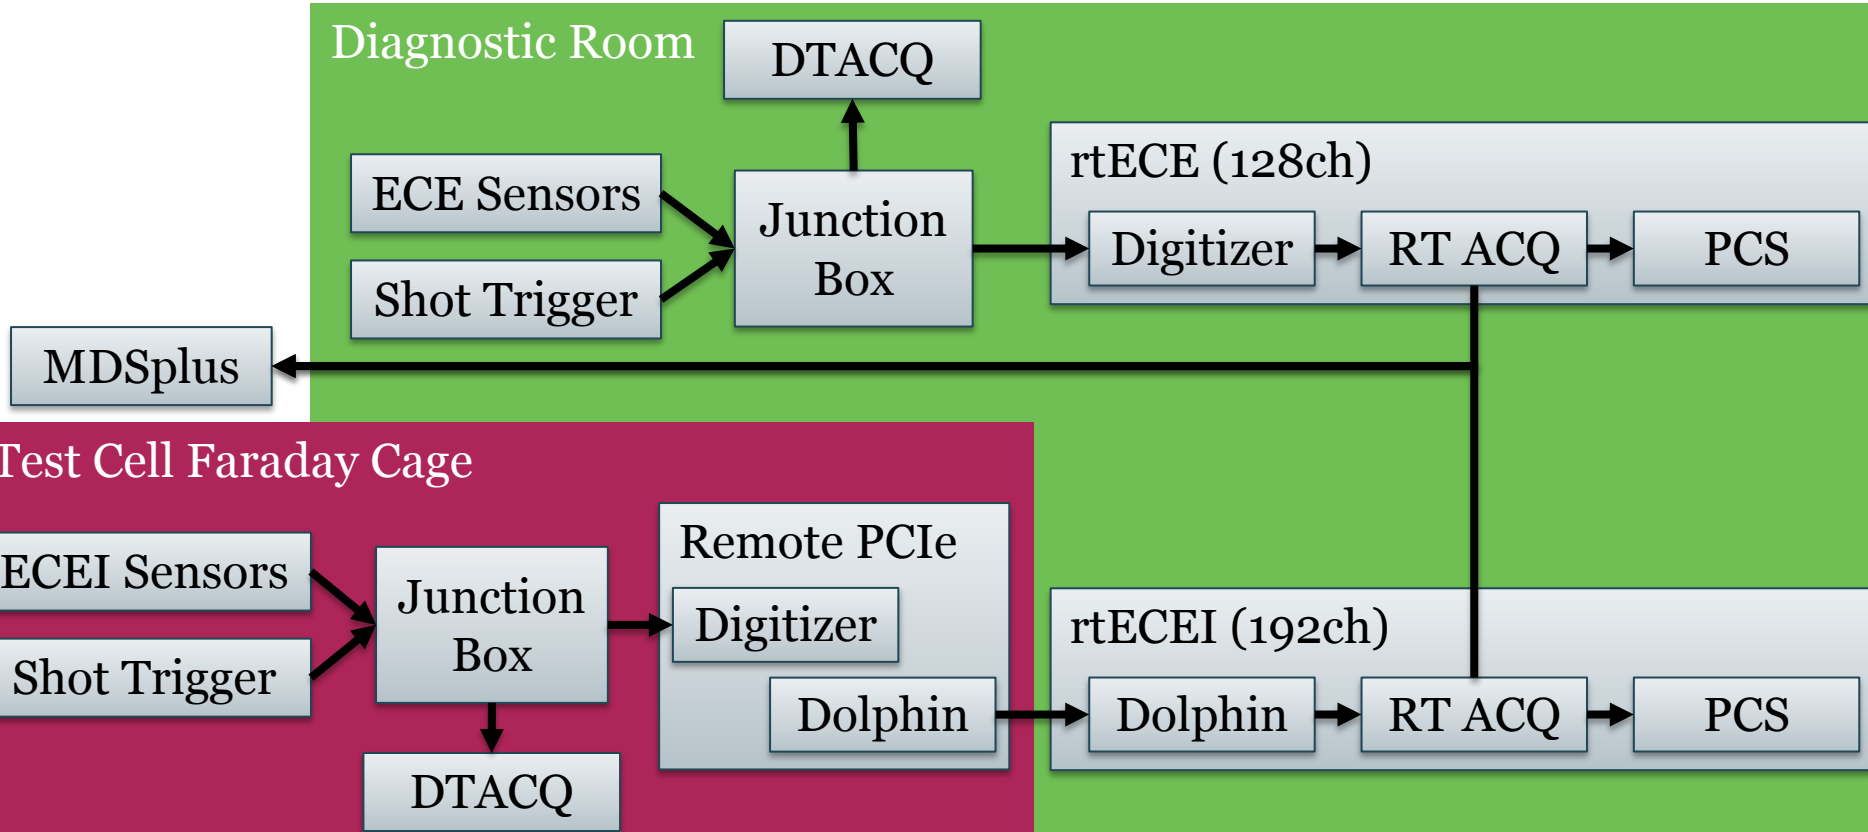 Diagnostic Room
DTACQ
ECE Sensors
Shot Trigger
Junction
Box
rtECE (128ch)
Digitizer
RT ACQ
PCS
MDSplus
Test Cell Faraday Cage
ECEI Sensors
Shot Trigger
Junction
Box
DTACQ
Remote PCIe
Digitizer
Dolphin
rtECEI (192ch)
Dolphin
RT ACQ
PCS